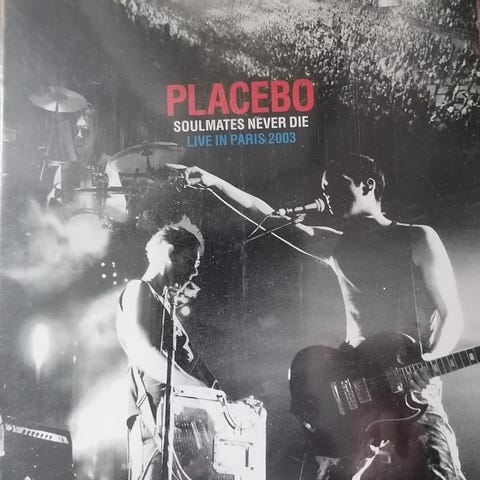 PLACEBO
SOULMATES NEVER DIE
LIVE IN PARIS 2003